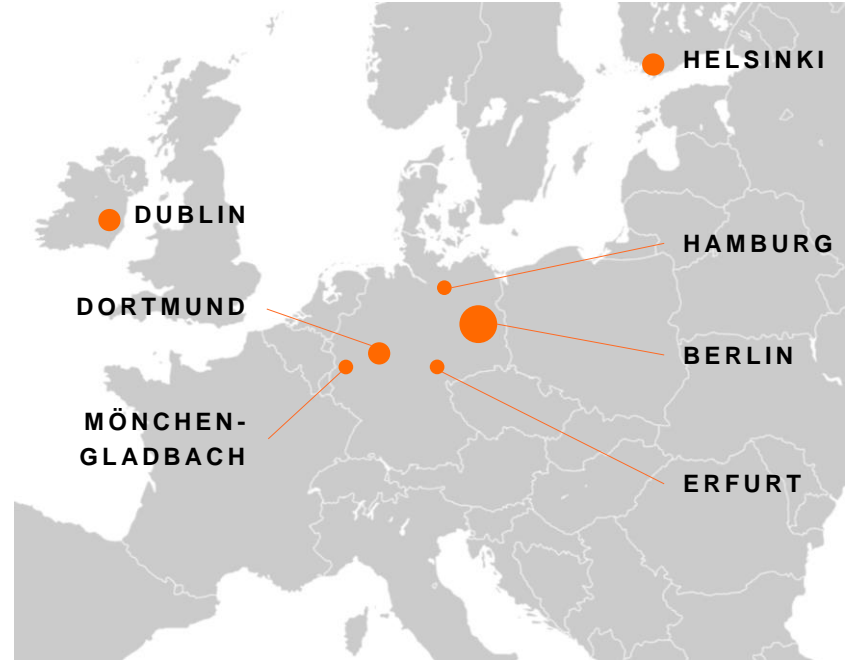 HELSINKI
DUBLIN
HAMBURG
DORTMUND
BERLIN
MÖNCHEN-
GLADBACH
ERFURT